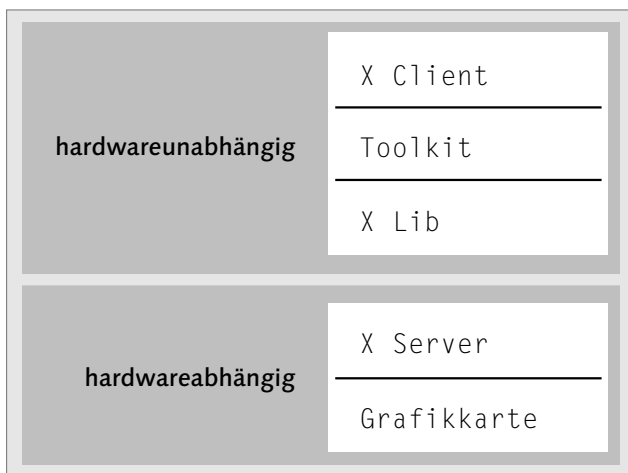 X Client
hardwareunabhängig
Toolkit
X Lib
X Server
hardwareabhängig
Grafikkarte